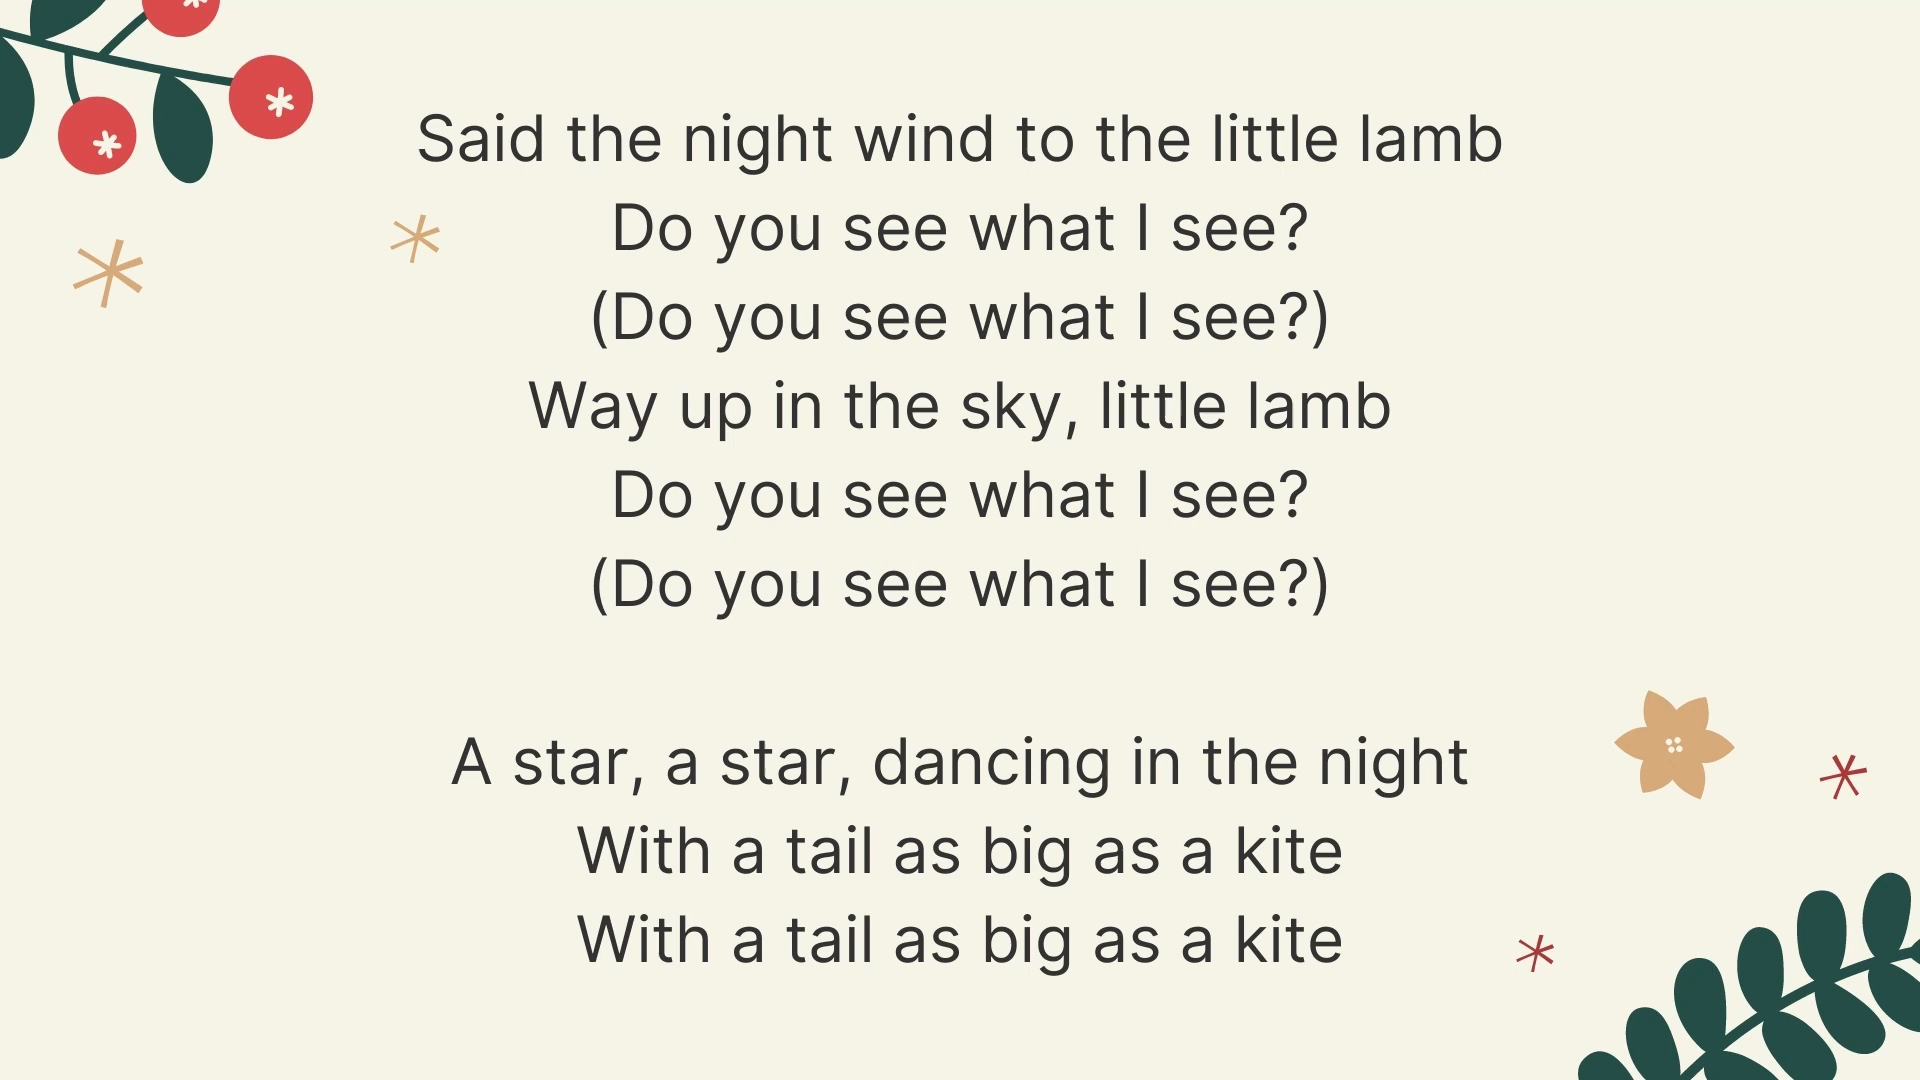 Said the night wind to the little lamb
Do you see what I see?
(Do you see what I see?)
Way up in the sky, little lamb
Do you see what I see?
(Do you see what I see?)
A star, a star, dancing in the night
With a tail as big as a kite
With a tail as big as a kite